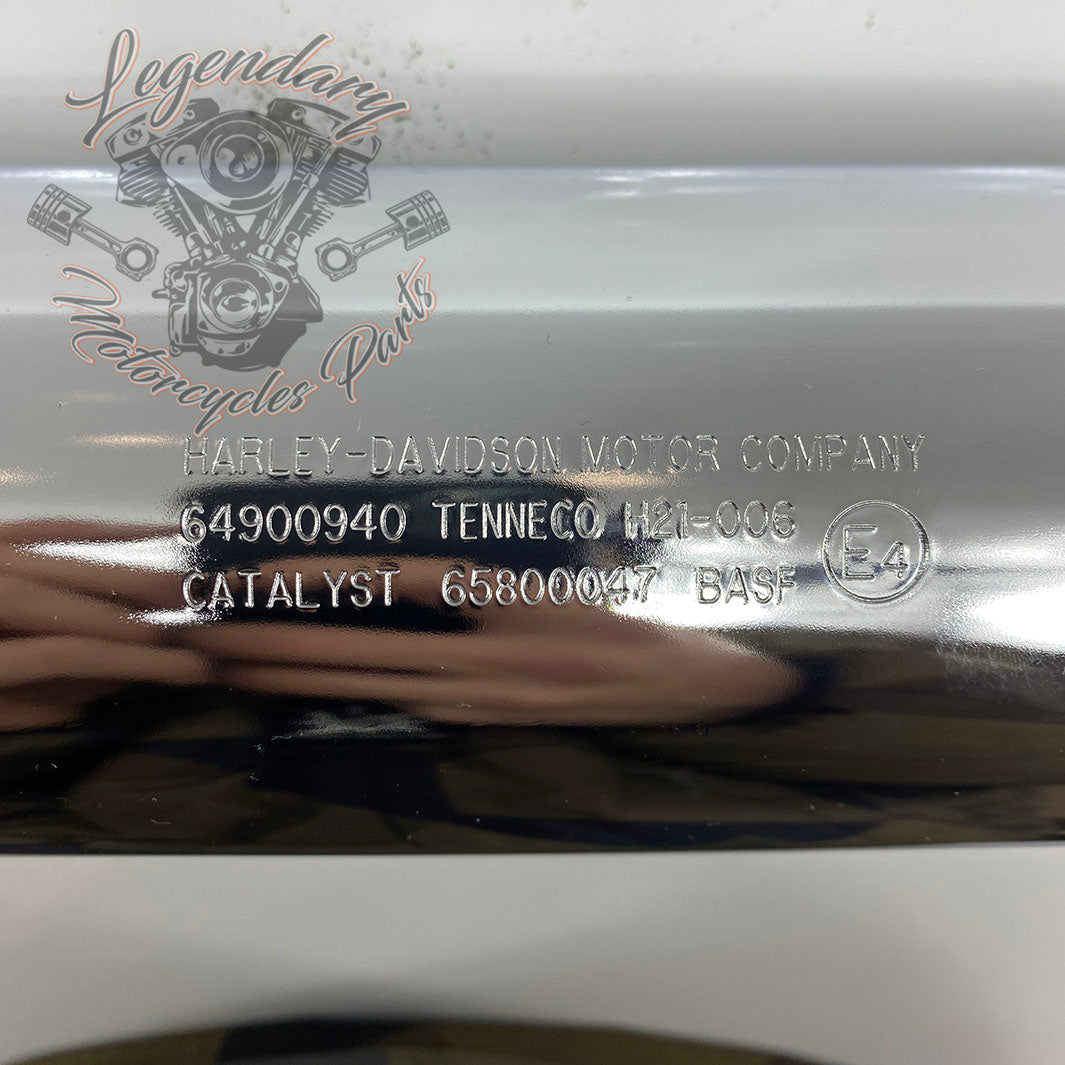 Legendary
Motorcycles Parts
HARLEY-DAVIDSON MOTOR COMPANY
64900940 TENNECO H21-006
CATALYST 65800047 BASF
E4